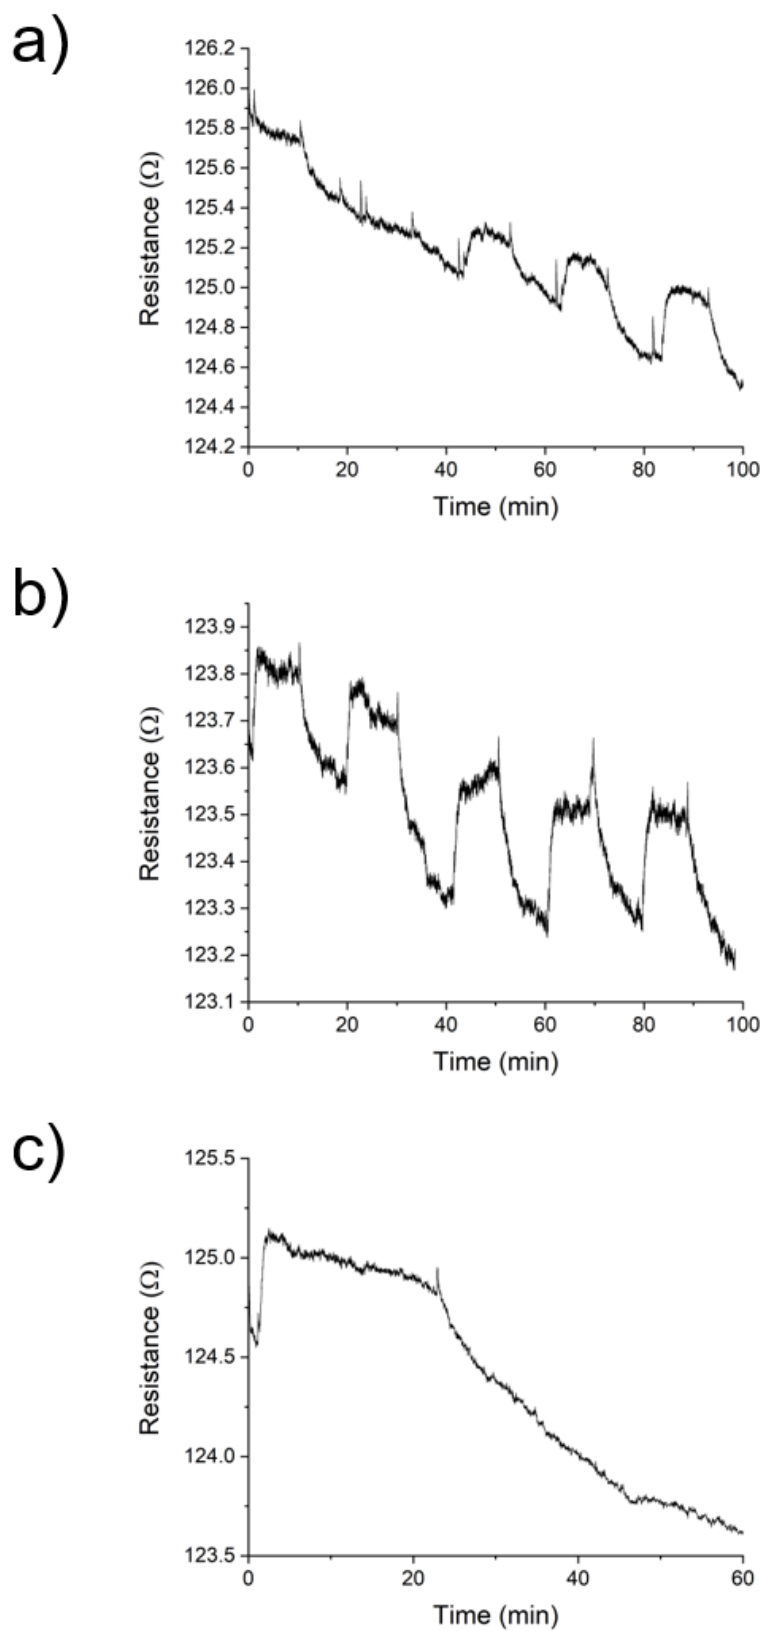 a)
126.2
126.0
125.8
125.6
125.4
125.2
125.0
124.8
124.6
124.4
124.2
Resistance (Ω)
0 20 40 60 80 100
Time (min)
b)
123.9
123.8
123.7
123.6
123.5
123.4
123.3
123.2
123.1
Resistance (Ω)
0 20 40 60 80 100
Time (min)
c)
125.5
125.0
124.5
124.0
123.5
Resistance (Ω)
0 20 40 60
Time (min)